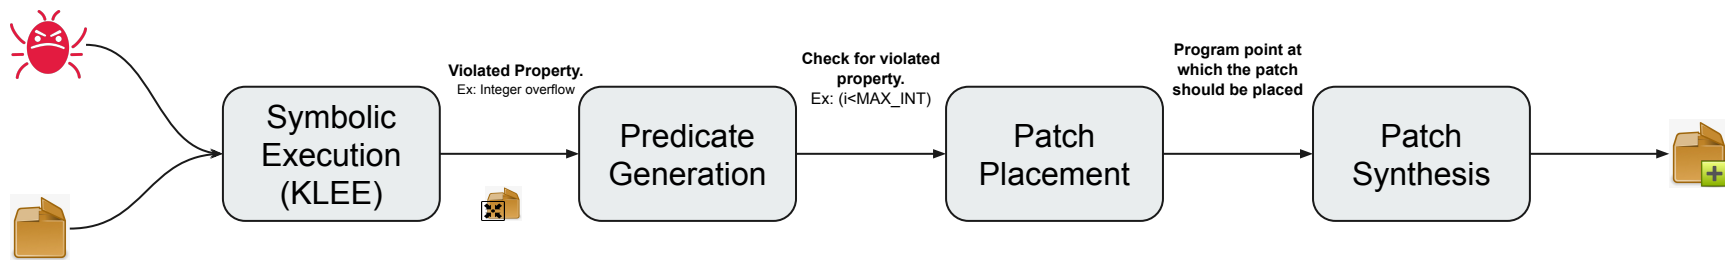 Symbolic
Execution
(KLEE)
Violated Property.
Ex: Integer overflow
Predicate
Generation
Check for violated
property.
Ex: (i<MAX_INT)
Patch
Placement
Program point at
which the patch
should be placed
Patch
Synthesis